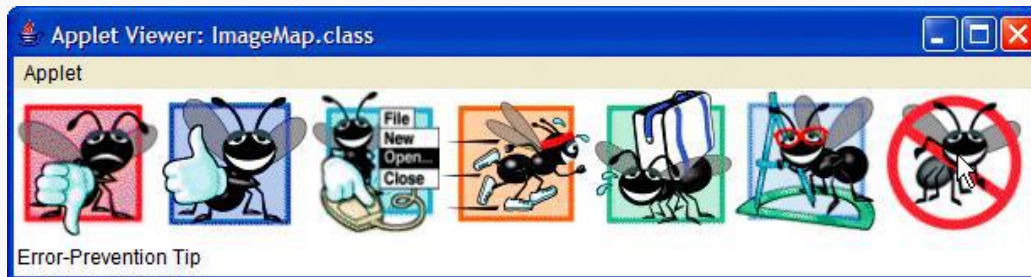 Applet Viewer: ImageMap.class
Applet
File
New
Open...
Close
Error-Prevention Tip